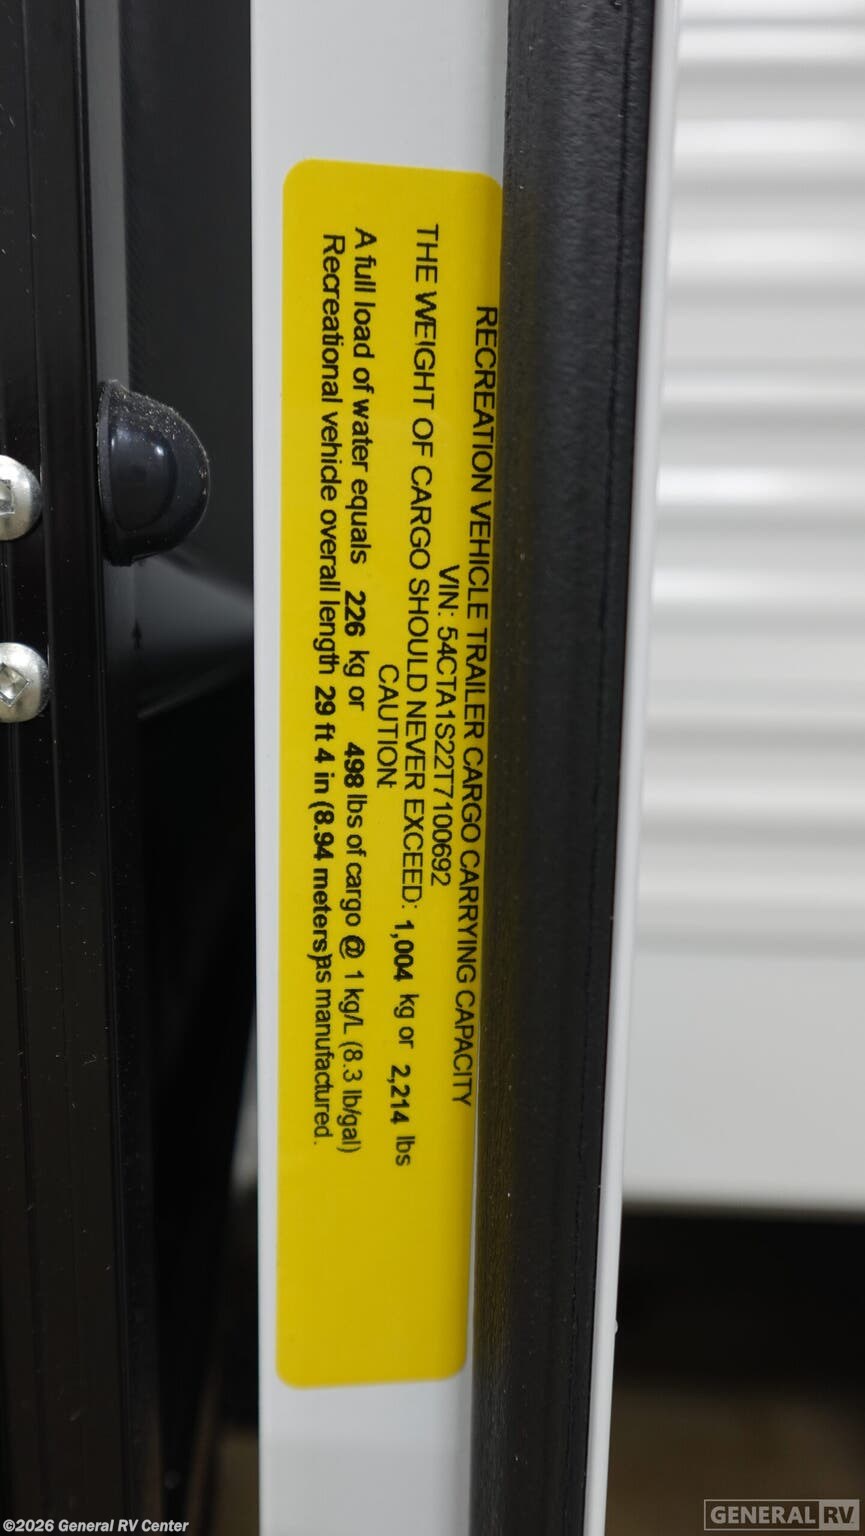 RECREATION VEHICLE TRAILER CARGO CARRYING CAPACITY
VIN: 54CTA1S22T7100692
THE WEIGHT OF CARGO SHOULD NEVER EXCEED: 1,004 kg or 2,214 lbs
CAUTION:
A full load of water equals 226 kg or 498 lbs of cargo @ 1 kg/L (8.3 lb/gal)
Recreational vehicle overall length 29 ft 4 in (8.94 meters)as manufactured.
©2026 General RV Center
GENERAL RV